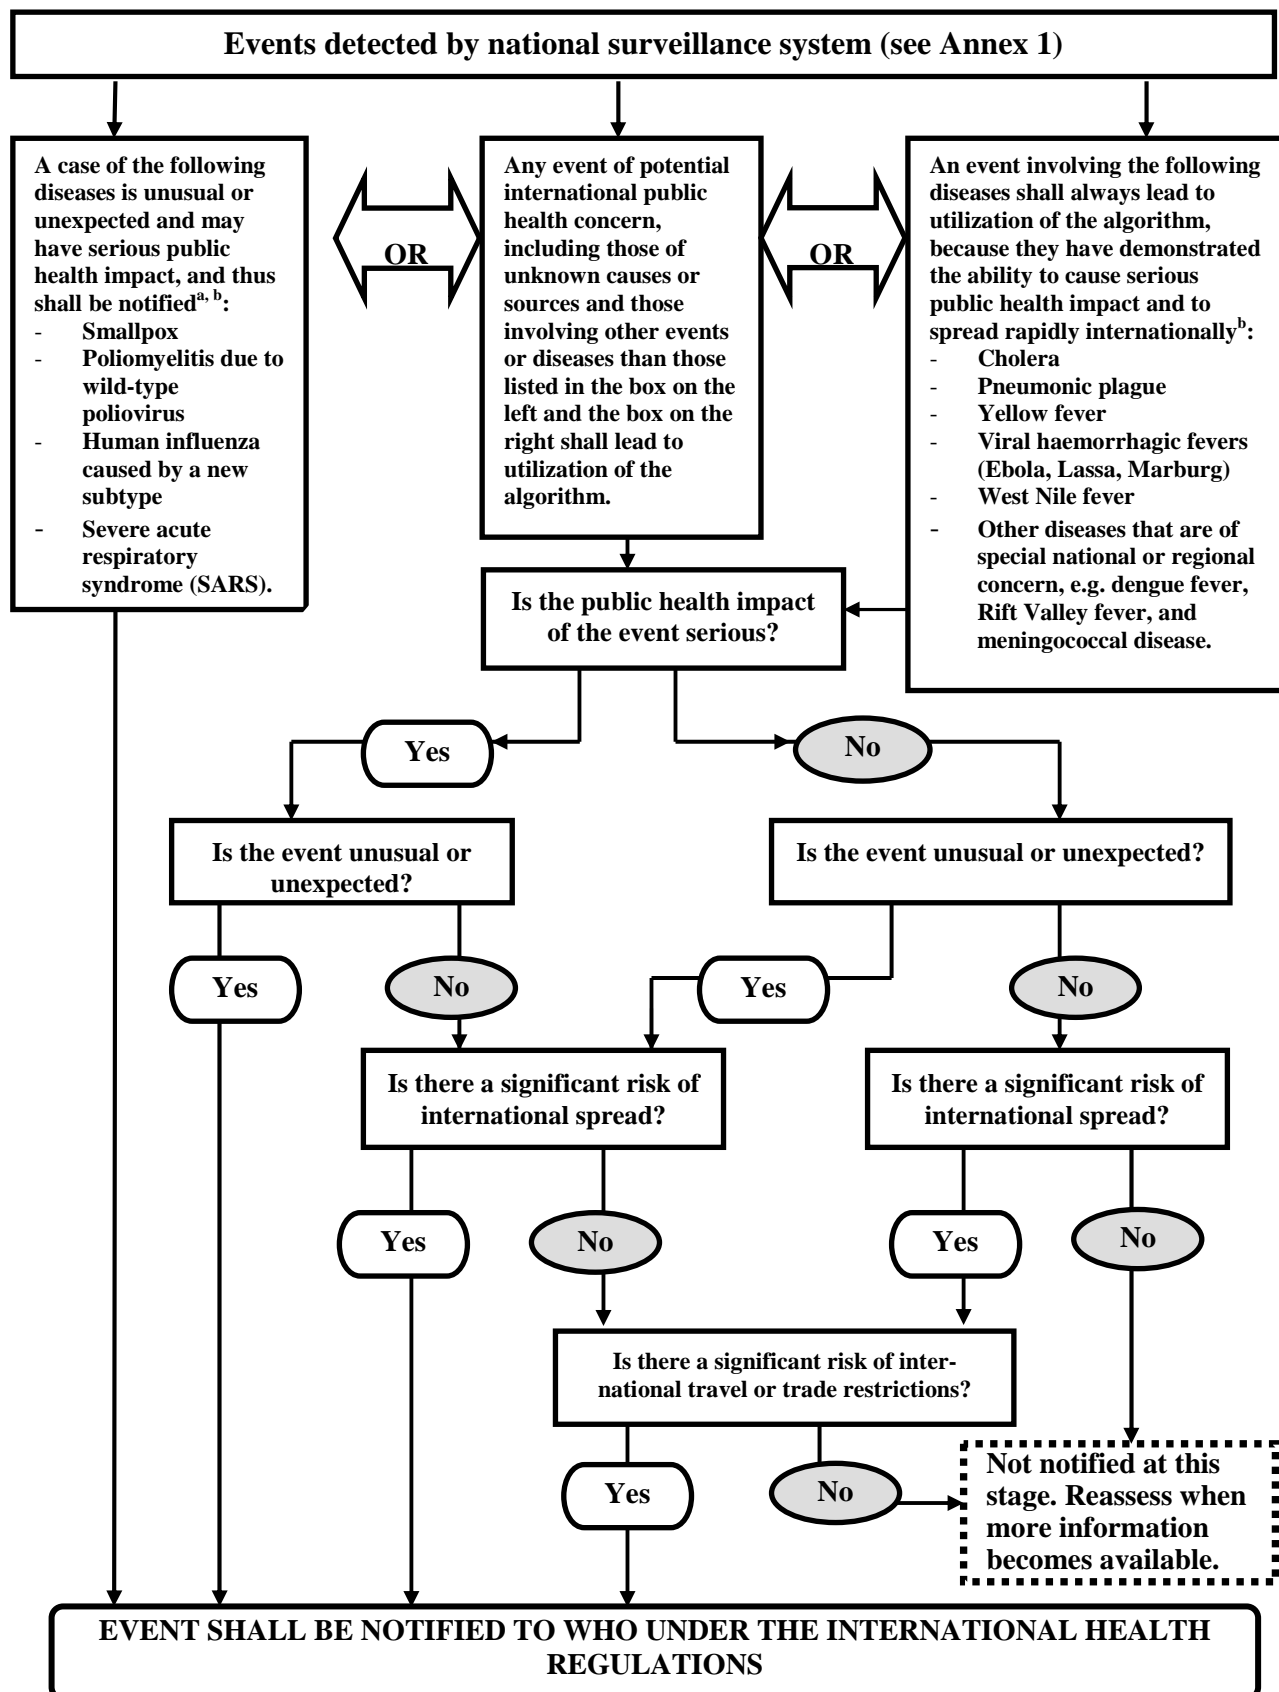 Events detected by national surveillance system (see Annex 1)
A case of the following
diseases is unusual or
unexpected and may
have serious public
health impact, and thus
shall be notifiedᵃ, ᵇ:
- Smallpox
- Poliomyelitis due to
wild-type
poliovirus
- Human influenza
caused by a new
subtype
- Severe acute
respiratory
syndrome (SARS).
OR
Any event of potential
international public
health concern,
including those of
unknown causes or
sources and those
involving other events
or diseases than those
listed in the box on the
left and the box on the
right shall lead to
utilization of the
algorithm.
OR
An event involving the following
diseases shall always lead to
utilization of the algorithm,
because they have demonstrated
the ability to cause serious
public health impact and to
spread rapidly internationallyᵇ:
- Cholera
- Pneumonic plague
- Yellow fever
- Viral haemorrhagic fevers
(Ebola, Lassa, Marburg)
- West Nile fever
- Other diseases that are of
special national or regional
concern, e.g. dengue fever,
Rift Valley fever, and
meningococcal disease.
Is the public health impact
of the event serious?
Yes
No
Is the event unusual or
unexpected?
Is the event unusual or unexpected?
Yes
No
Yes
No
Is there a significant risk of
international spread?
Is there a significant risk of
international spread?
Yes
No
Yes
No
Is there a significant risk of inter-
national travel or trade restrictions?
Yes
No
Not notified at this
stage. Reassess when
more information
becomes available.
EVENT SHALL BE NOTIFIED TO WHO UNDER THE INTERNATIONAL HEALTH
REGULATIONS